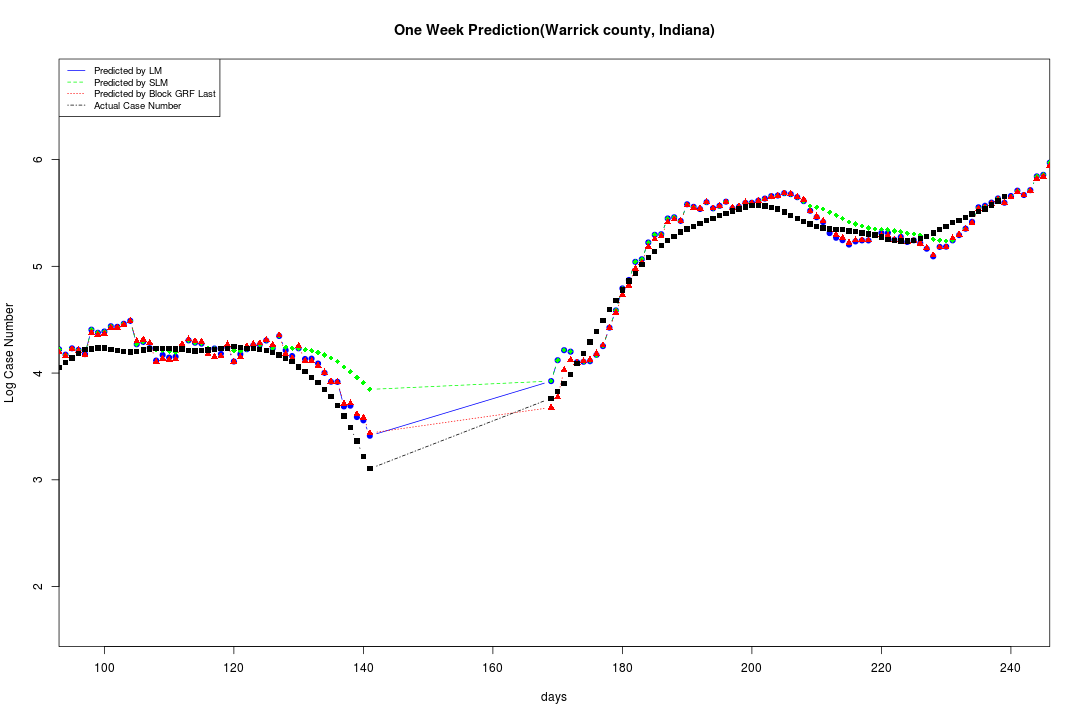 One Week Prediction(Warrick county, Indiana)
Predicted by LM
Predicted by SLM
Predicted by Block GRF Last
Actual Case Number
Log Case Number
6
5
4
3
2
100 120 140 160 180 200 220 240
days